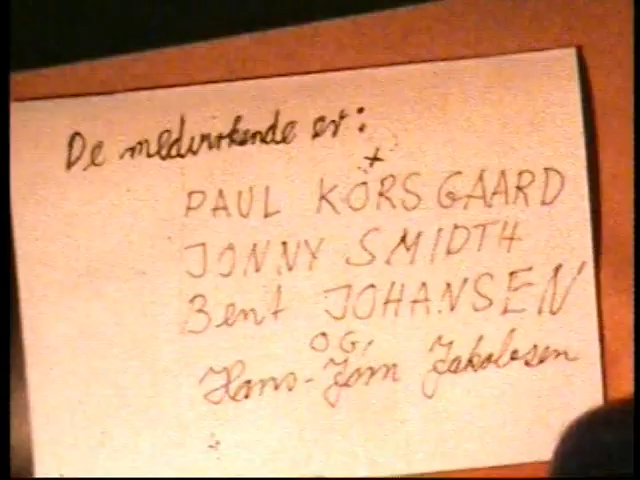 De medvirkende er:
PAUL KORSGAARD
JONNY SMIDTH
Bent JOHANSEN
OG,
Hans-Jørn Jakobsen